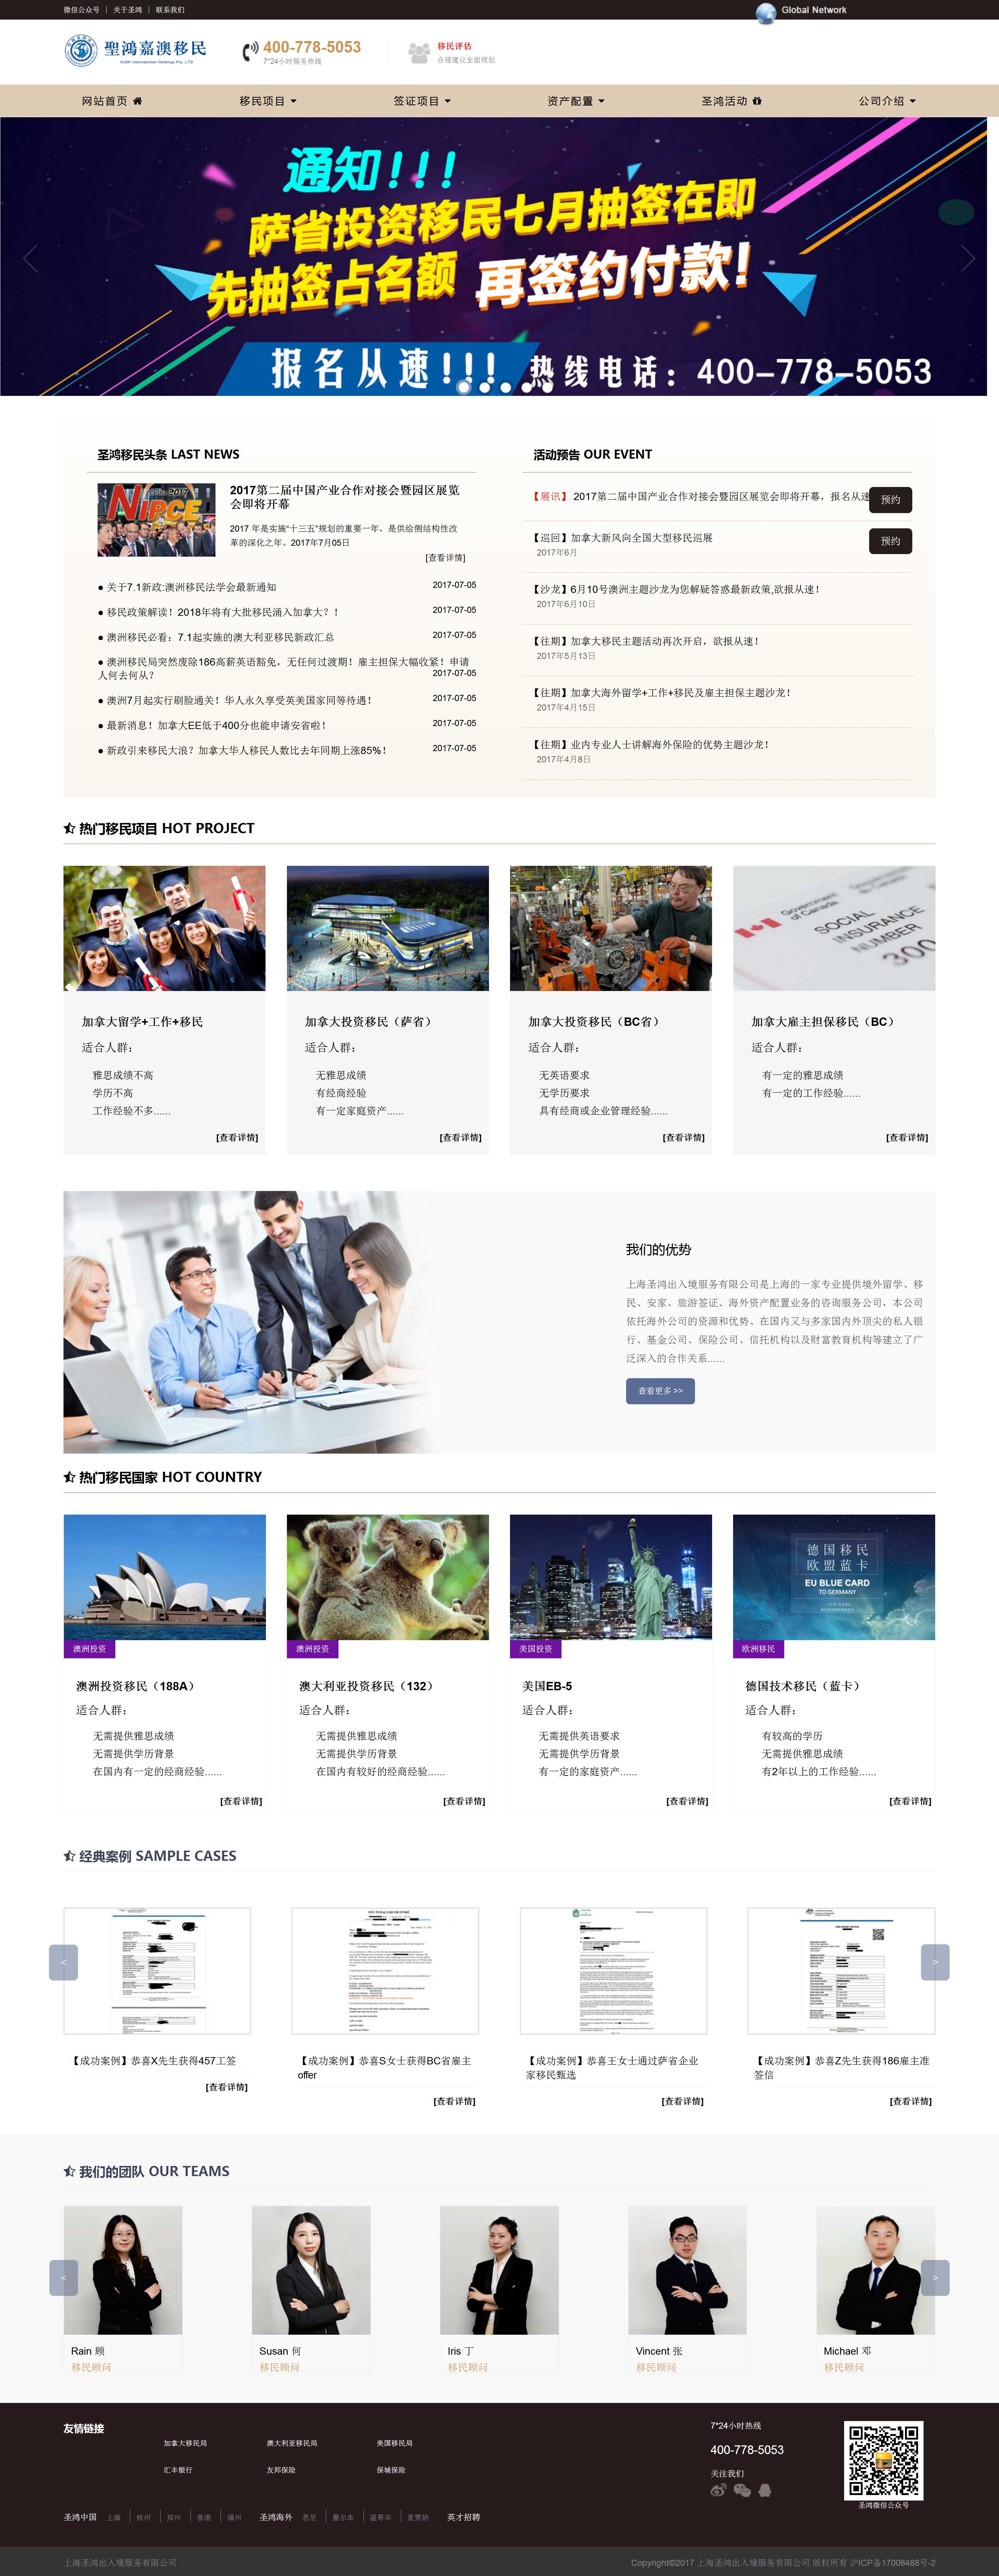 微信公众号 | 关于圣鸿 | 联系我们
Global Network
聖鸿嘉澳移民
HJSH International Holdings Pty.,LTD
400-778-5053
7*24小时服务热线
移民评估
合理建议全面规划
网站首页
移民项目
签证项目
资产配置
圣鸿活动
公司介绍
通知!!!
萨省投资移民七月抽签在即
先抽签占名额 再签约付款!
报名从速!!! 热线电话:400-778-5053
圣鸿移民头条 LAST NEWS
NIPCE
2017
2017第二届中国产业合作对接会暨园区展览
会即将开幕
2017 年是实施“十三五”规划的重要一年，是供给侧结构性改
革的深化之年。2017年7月05日
[查看详情]
● 关于7.1新政:澳洲移民法学会最新通知 2017-07-05
● 移民政策解读！2018年将有大批移民涌入加拿大？！ 2017-07-05
● 澳洲移民必看：7.1起实施的澳大利亚移民新政汇总 2017-07-05
● 澳洲移民局突然废除186高薪英语豁免，无任何过渡期！雇主担保大幅收紧！申请
人何去何从？ 2017-07-05
● 澳洲7月起实行刷脸通关！华人永久享受英美国家同等待遇！ 2017-07-05
● 最新消息！加拿大EE低于400分也能申请安省啦！ 2017-07-05
● 新政引来移民大浪？加拿大华人移民人数比去年同期上涨85%！ 2017-07-05
活动预告 OUR EVENT
【展讯】 2017第二届中国产业合作对接会暨园区展览会即将开幕，报名从速
预约
【巡回】加拿大新风向全国大型移民巡展
预约
2017年6月
【沙龙】6月10号澳洲主题沙龙为您解疑答惑最新政策,欲报从速！
2017年6月10日
【往期】加拿大移民主题活动再次开启，欲报从速！
2017年5月13日
【往期】加拿大海外留学+工作+移民及雇主担保主题沙龙！
2017年4月15日
【往期】业内专业人士讲解海外保险的优势主题沙龙！
2017年4月8日
热门移民项目 HOT PROJECT
Government
of Canada
SOCIAL
INSURANCE
NUMBER
300
加拿大留学+工作+移民
适合人群：
雅思成绩不高
学历不高
工作经验不多......
[查看详情]
加拿大投资移民（萨省）
适合人群：
无雅思成绩
有经商经验
有一定家庭资产......
[查看详情]
加拿大投资移民（BC省）
适合人群：
无英语要求
无学历要求
具有经商或企业管理经验......
[查看详情]
加拿大雇主担保移民（BC）
适合人群：
有一定的雅思成绩
有一定的工作经验......
[查看详情]
我们的优势
上海圣鸿出入境服务有限公司是上海的一家专业提供境外留学、移
民、安家、旅游签证、海外资产配置业务的咨询服务公司，本公司
依托海外公司的资源和优势、在国内又与多家国内外顶尖的私人银
行、基金公司、保险公司、信托机构以及财富教育机构等建立了广
泛深入的合作关系......
查看更多 >>
热门移民国家 HOT COUNTRY
德国移民
欧盟蓝卡
EU BLUE CARD
TO GERMANY
澳洲投资
澳洲投资移民（188A）
适合人群：
无需提供雅思成绩
无需提供学历背景
在国内有一定的经商经验......
[查看详情]
澳洲投资
澳大利亚投资移民（132）
适合人群：
无需提供雅思成绩
无需提供学历背景
在国内有较好的经商经验......
[查看详情]
美国投资
美国EB-5
适合人群：
无需提供英语要求
无需提供学历背景
有一定的家庭资产......
[查看详情]
欧洲移民
德国技术移民（蓝卡）
适合人群：
有较高的学历
无需提供雅思成绩
有2年以上的工作经验......
[查看详情]
经典案例 SAMPLE CASES
<
>
【成功案例】恭喜X先生获得457工签
[查看详情]
【成功案例】恭喜S女士获得BC省雇主
offer
[查看详情]
【成功案例】恭喜王女士通过萨省企业
家移民甄选
[查看详情]
【成功案例】恭喜Z先生获得186雇主准
签信
[查看详情]
我们的团队 OUR TEAMS
<
>
Rain 顾
移民顾问
Susan 何
移民顾问
Iris 丁
移民顾问
Vincent 张
移民顾问
Michael 邓
移民顾问
友情链接
加拿大移民局
澳大利亚移民局
美国移民局
汇丰银行
友邦保险
保城保险
7*24小时热线
400-778-5053
关注我们
圣鸿微信公众号
圣鸿中国 上海 | 杭州 | 郑州 | 香港 | 福州 圣鸿海外 悉尼 | 墨尔本 | 温哥华 | 里贾纳 英才招聘
上海圣鸿出入境服务有限公司
Copyright©2017 上海圣鸿出入境服务有限公司 版权所有 沪ICP备17008488号-2